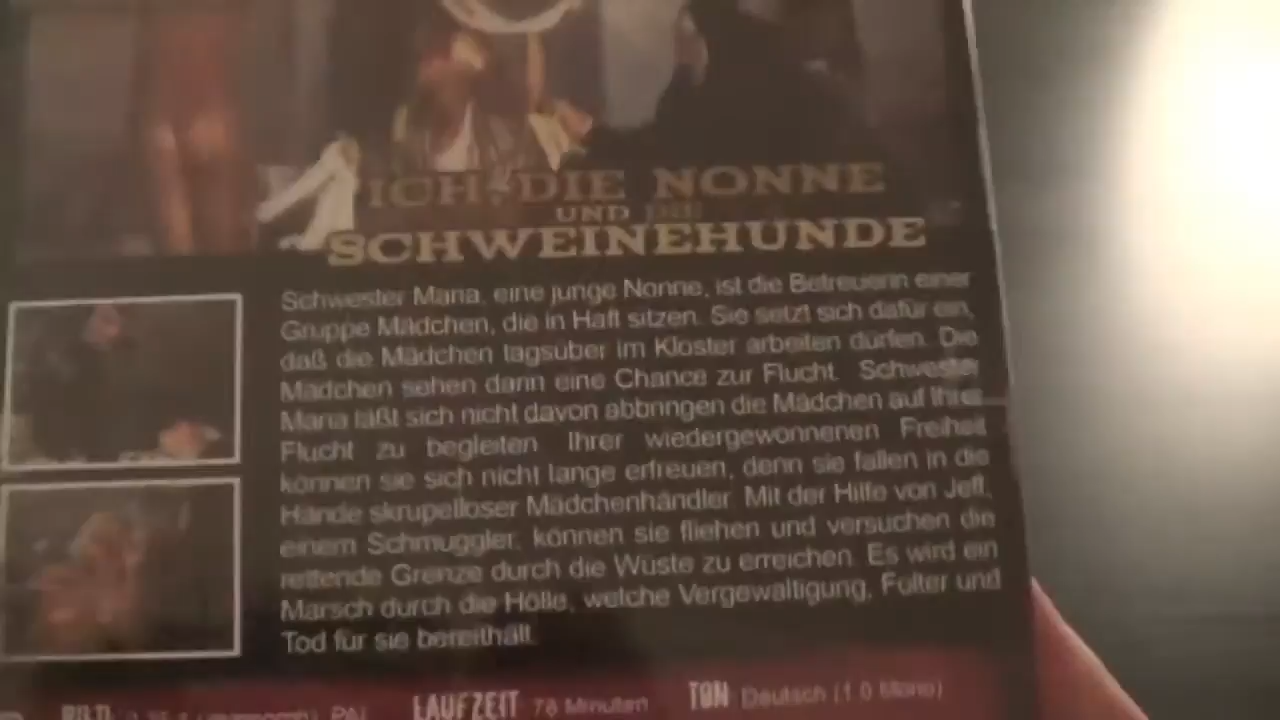 ICH, DIE NONNE
UND DIE
SCHWEINEHUNDE
Schwester Maria, eine junge Nonne, ist die Betreuerin einer
Gruppe Mädchen, die in Haft sitzen. Sie setzt sich dafür ein,
daß die Mädchen tagsüber im Kloster arbeiten dürfen. Die
Mädchen sehen darin eine Chance zur Flucht. Schwester
Maria läßt sich nicht davon abbringen die Mädchen auf Ihrer
Flucht zu begleiten. Ihrer wiedergewonnenen Freiheit
können sie sich nicht lange erfreuen, denn sie fallen in die
Hände skrupelloser Mädchenhändler. Mit der Hilfe von Jeff,
einem Schmuggler, können sie fliehen und versuchen die
rettende Grenze durch die Wüste zu erreichen. Es wird ein
Marsch durch die Hölle, welche Vergewaltigung, Folter und
Tod für sie bereithält.
BILD PAL LAUFZEIT 78 Minuten TON Deutsch (1.0 Mono)